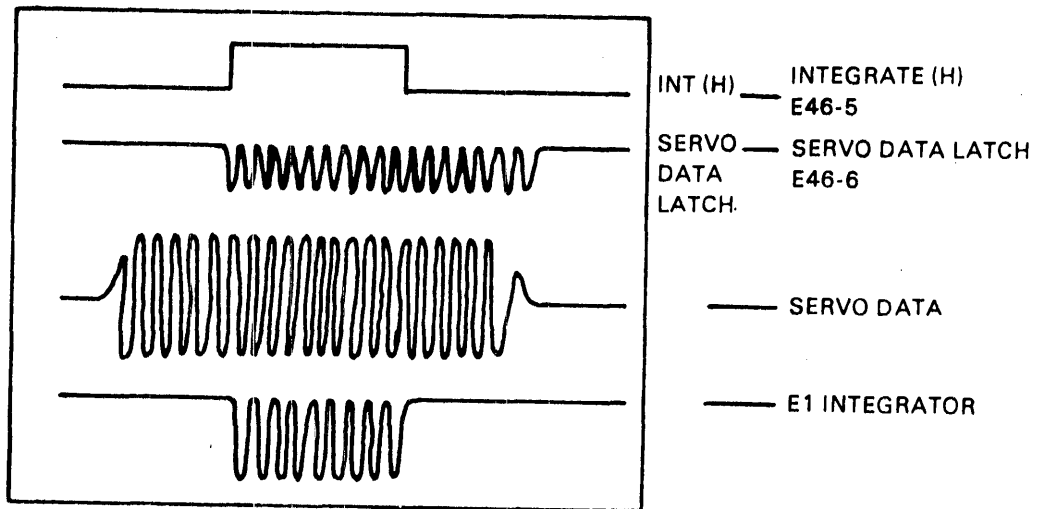 INT (H)
INTEGRATE (H)
E46-5
SERVO
DATA
LATCH.
SERVO DATA LATCH
E46-6
SERVO DATA
E1 INTEGRATOR